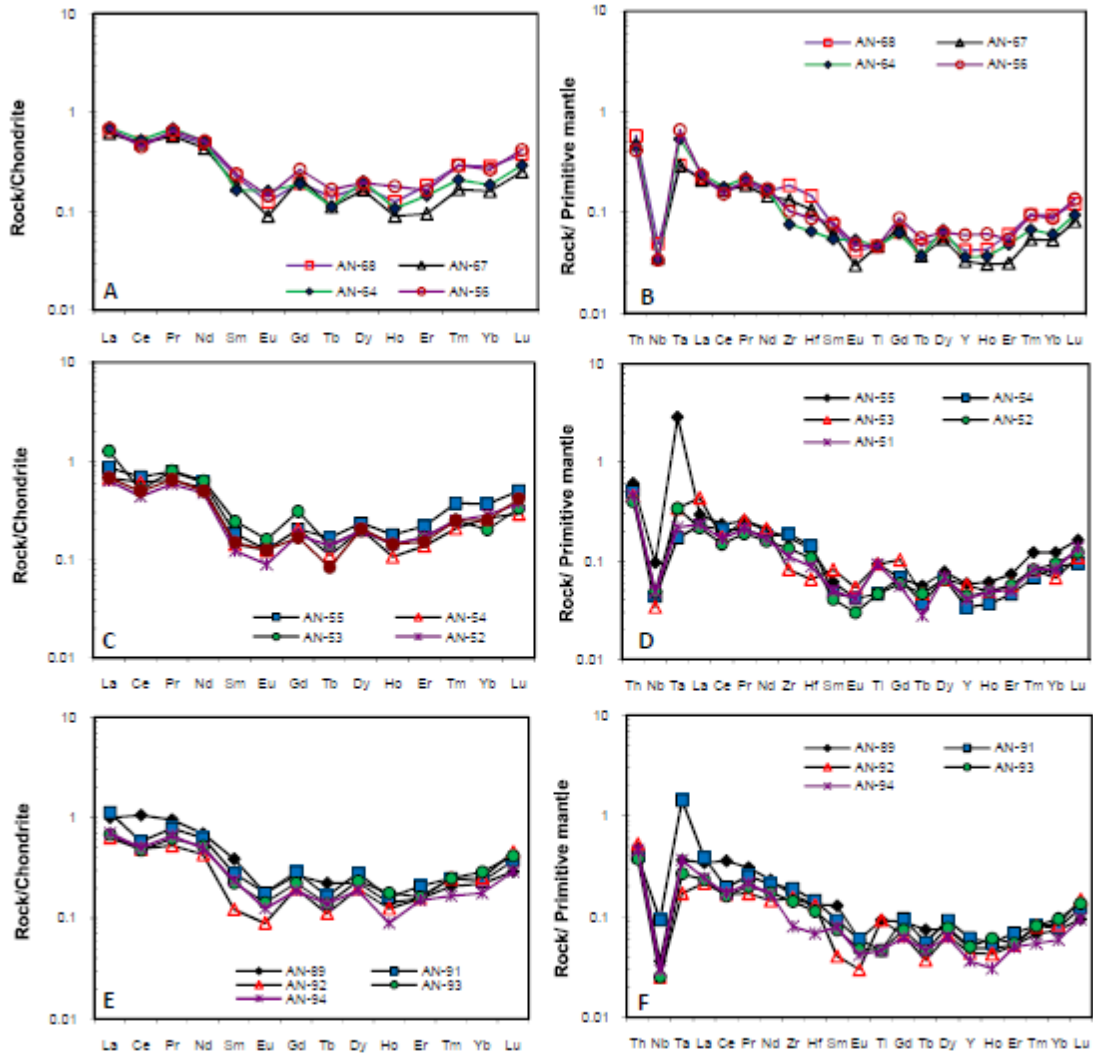 10
1
0.1
0.01
Rock/Chondrite
A
AN-68 AN-67
AN-64 AN-56
La Ce Pr Nd Sm Eu Gd Tb Dy Ho Er Tm Yb Lu
10
1
0.1
0.01
Rock/ Primitive mantle
B
AN-68 AN-67
AN-64 AN-56
Th Nb Ta La Ce Pr Nd Zr Hf Sm Eu Ti Gd Tb Dy Y Ho Er Tm Yb Lu
10
1
0.1
0.01
Rock/Chondrite
C
AN-55 AN-54
AN-53 AN-52
La Ce Pr Nd Sm Eu Gd Tb Dy Ho Er Tm Yb Lu
10
1
0.1
0.01
Rock/ Primitive mantle
D
AN-55 AN-54
AN-53 AN-52
AN-51
Th Nb Ta La Ce Pr Nd Zr Hf Sm Eu Ti Gd Tb Dy Y Ho Er Tm Yb Lu
10
1
0.1
0.01
Rock/Chondrite
E
AN-89 AN-91
AN-92 AN-93
AN-94
La Ce Pr Nd Sm Eu Gd Tb Dy Ho Er Tm Yb Lu
10
1
0.1
0.01
Rock/ Primitive mantle
F
AN-89 AN-91
AN-92 AN-93
AN-94
Th Nb Ta La Ce Pr Nd Zr Hf Sm Eu Ti Gd Tb Dy Y Ho Er Tm Yb Lu